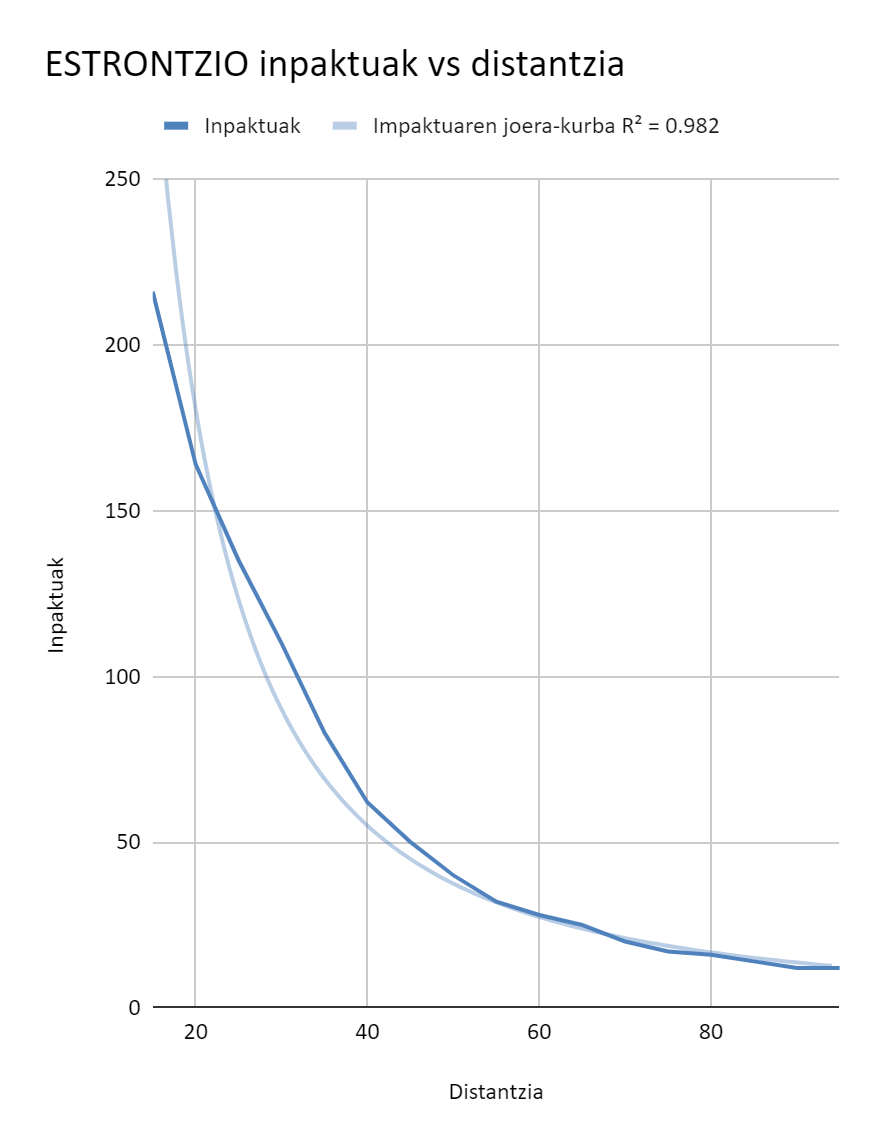 ESTRONTZIO inpaktuak vs distantzia
Inpaktuak
Impaktuaren joera-kurba R² = 0.982
250
200
150
100
50
0
Inpaktuak
20
40
60
80
Distantzia